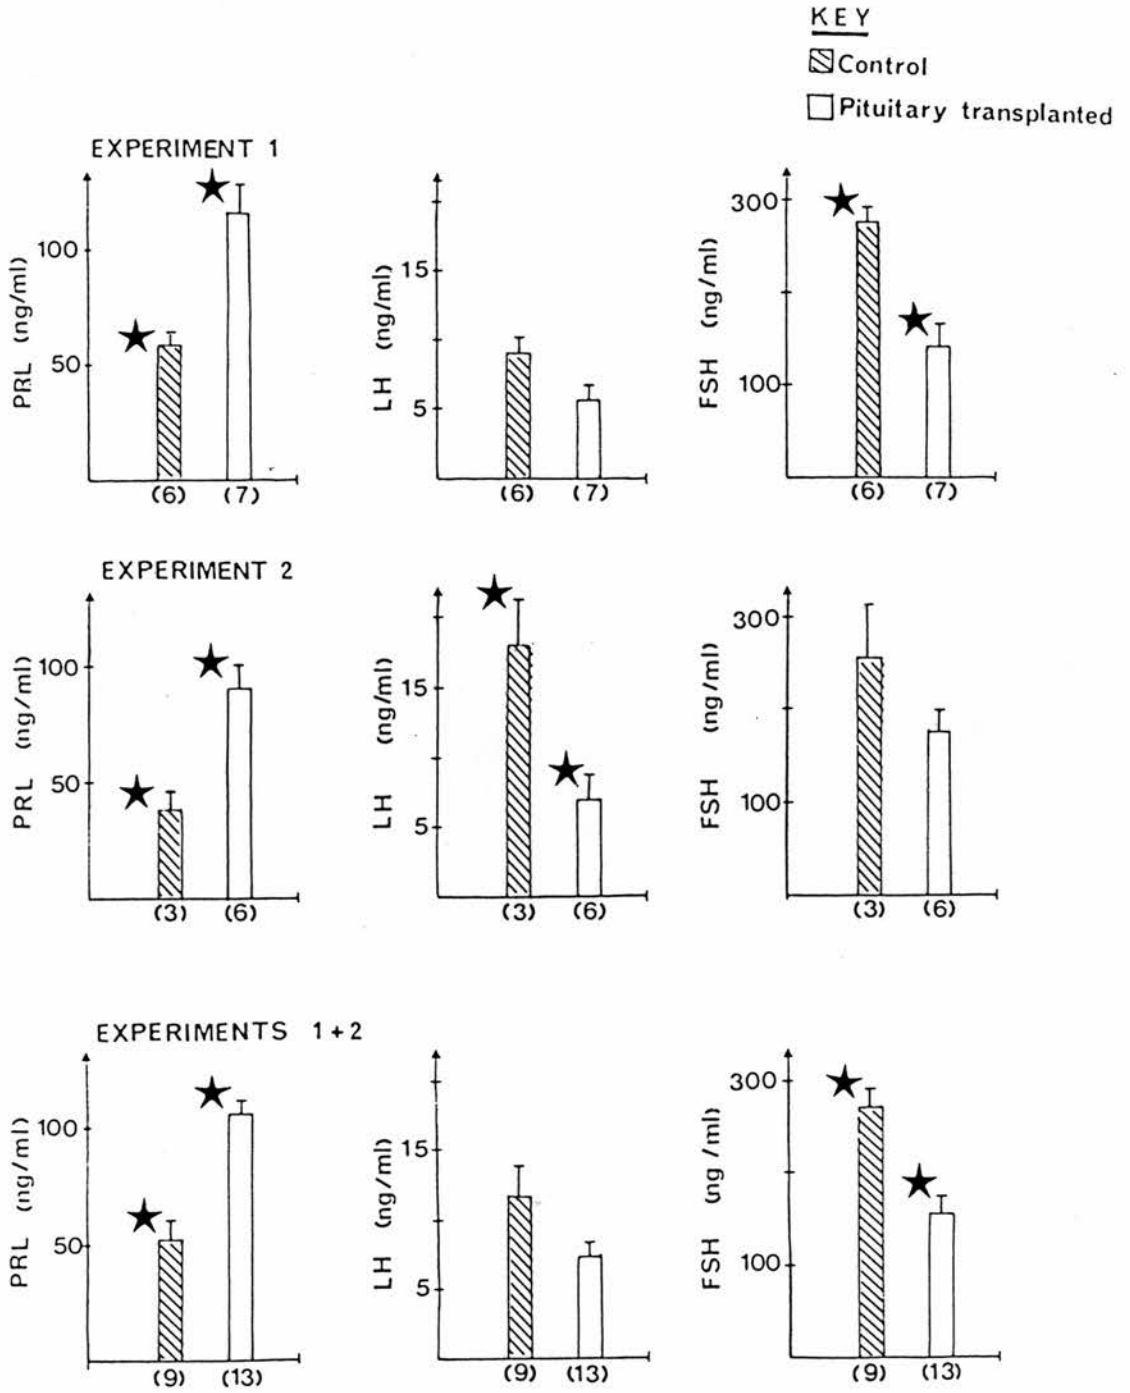 KEY
Control
Pituitary transplanted
EXPERIMENT 1
PRL (ng/ml)
100
50
(6) (7)
LH (ng/ml)
15
5
(6) (7)
FSH (ng/ml)
300
100
(6) (7)
EXPERIMENT 2
PRL (ng/ml)
100
50
(3) (6)
LH (ng/ml)
15
5
(3) (6)
FSH (ng/ml)
300
100
(3) (6)
EXPERIMENTS 1+2
PRL (ng/ml)
100
50
(9) (13)
LH (ng/ml)
15
5
(9) (13)
FSH (ng/ml)
300
100
(9) (13)